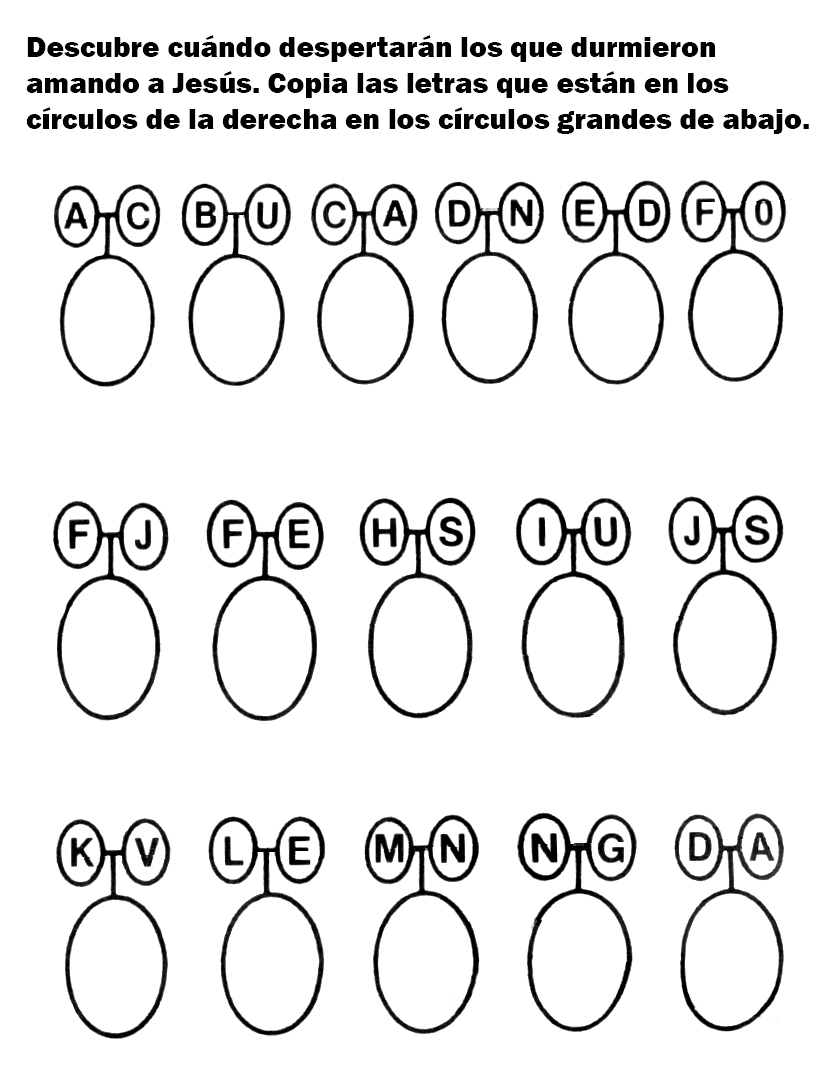 Descubre cuándo despertarán los que durmieron
amando a Jesús. Copia las letras que están en los
círculos de la derecha en los círculos grandes de abajo.
A C B U C A D N E D F O
F J F E H S I U J S
K V L E M N N G D A